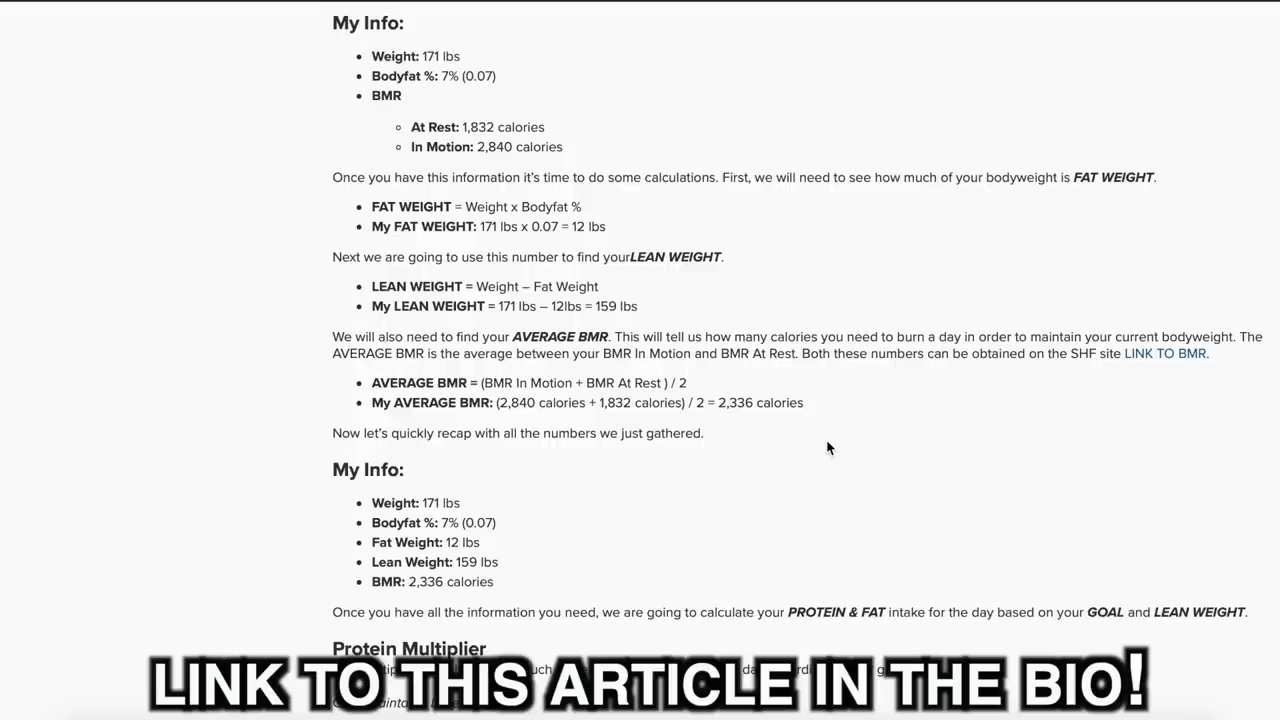 My Info:
• Weight: 171 lbs
• Bodyfat %: 7% (0.07)
• BMR
◦ At Rest: 1,832 calories
◦ In Motion: 2,840 calories
Once you have this information it's time to do some calculations. First, we will need to see how much of your bodyweight is FAT WEIGHT.
• FAT WEIGHT = Weight x Bodyfat %
• My FAT WEIGHT: 171 lbs x 0.07 = 12 lbs
Next we are going to use this number to find yourLEAN WEIGHT.
• LEAN WEIGHT = Weight – Fat Weight
• My LEAN WEIGHT = 171 lbs – 12lbs = 159 lbs
We will also need to find your AVERAGE BMR. This will tell us how many calories you need to burn a day in order to maintain your current bodyweight. The
AVERAGE BMR is the average between your BMR In Motion and BMR At Rest. Both these numbers can be obtained on the SHF site LINK TO BMR.
• AVERAGE BMR = (BMR In Motion + BMR At Rest ) / 2
• My AVERAGE BMR: (2,840 calories + 1,832 calories) / 2 = 2,336 calories
Now let's quickly recap with all the numbers we just gathered.
My Info:
• Weight: 171 lbs
• Bodyfat %: 7% (0.07)
• Fat Weight: 12 lbs
• Lean Weight: 159 lbs
• BMR: 2,336 calories
Once you have all the information you need, we are going to calculate your PROTEIN & FAT intake for the day based on your GOAL and LEAN WEIGHT.
Protein Multiplier
LINK TO THIS ARTICLE IN THE BIO!